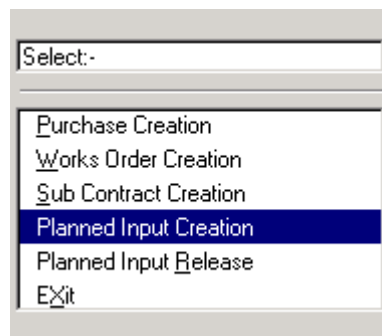 Select:-
Purchase Creation
Works Order Creation
Sub Contract Creation
Planned Input Creation
Planned Input Release
EXit